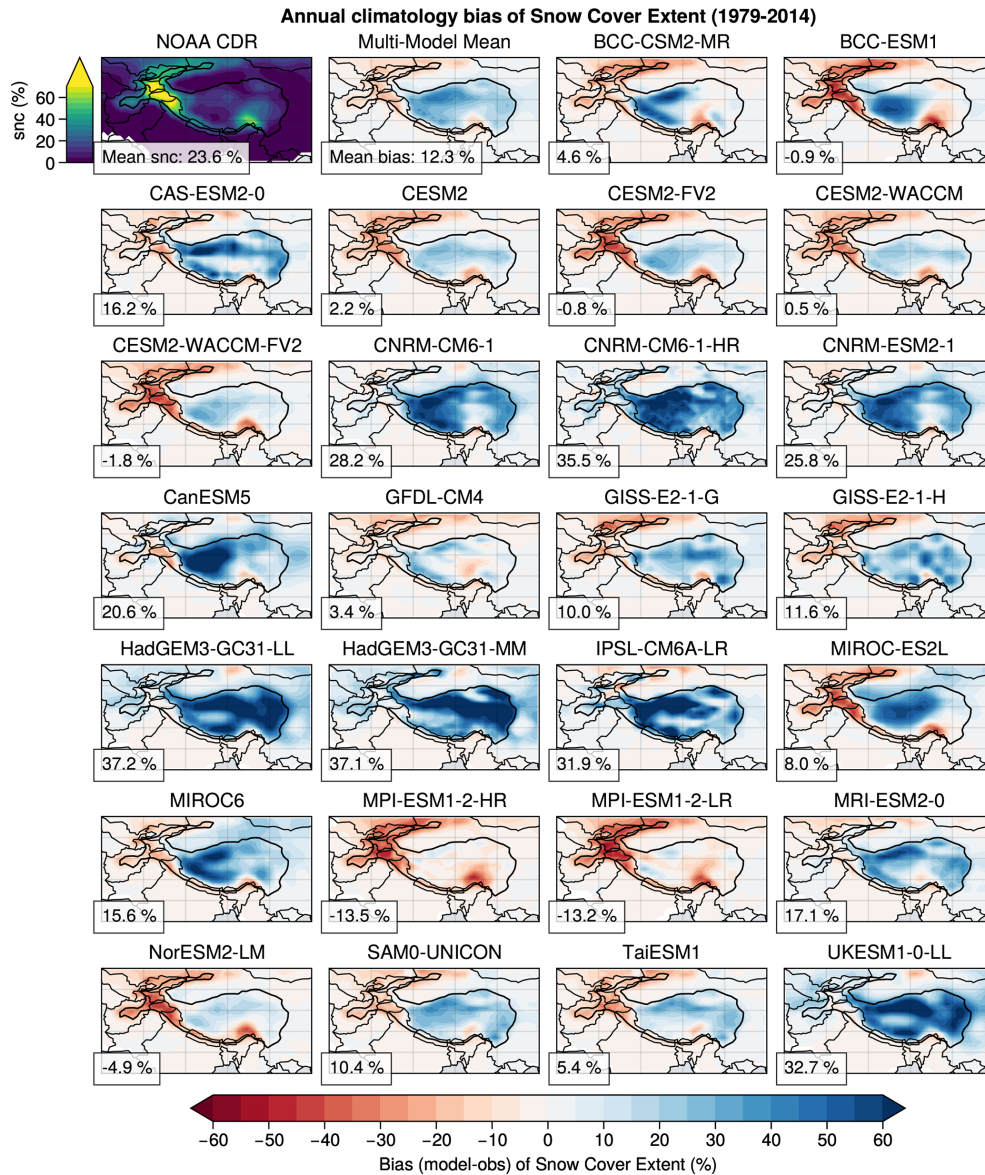 Annual climatology bias of Snow Cover Extent (1979-2014)
NOAA CDR
Multi-Model Mean
BCC-CSM2-MR
BCC-ESM1
snc (%)
60
40
20
0
Mean snc: 23.6 %
Mean bias: 12.3 %
4.6 %
-0.9 %
CAS-ESM2-0
CESM2
CESM2-FV2
CESM2-WACCM
16.2 %
2.2 %
-0.8 %
0.5 %
CESM2-WACCM-FV2
CNRM-CM6-1
CNRM-CM6-1-HR
CNRM-ESM2-1
-1.8 %
28.2 %
35.5 %
25.8 %
CanESM5
GFDL-CM4
GISS-E2-1-G
GISS-E2-1-H
20.6 %
3.4 %
10.0 %
11.6 %
HadGEM3-GC31-LL
HadGEM3-GC31-MM
IPSL-CM6A-LR
MIROC-ES2L
37.2 %
37.1 %
31.9 %
8.0 %
MIROC6
MPI-ESM1-2-HR
MPI-ESM1-2-LR
MRI-ESM2-0
15.6 %
-13.5 %
-13.2 %
17.1 %
NorESM2-LM
SAM0-UNICON
TaiESM1
UKESM1-0-LL
-4.9 %
10.4 %
5.4 %
32.7 %
−60 −50 −40 −30 −20 −10 0 10 20 30 40 50 60
Bias (model-obs) of Snow Cover Extent (%)